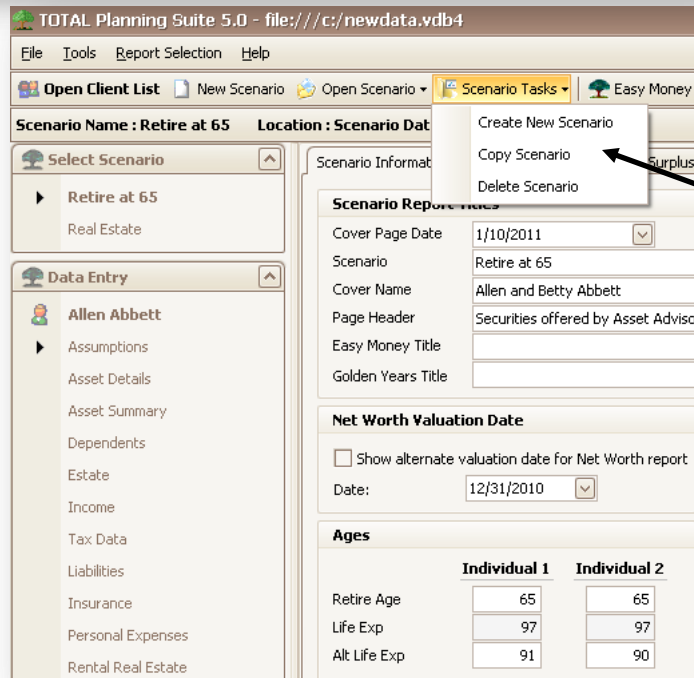 TOTAL Planning Suite 5.0 - file:///c:/newdata.vdb4
File Tools Report Selection Help
Open Client List New Scenario Open Scenario Scenario Tasks Easy Money
Scenario Name : Retire at 65 Location : Scenario Dat
Create New Scenario
Copy Scenario
Delete Scenario
Select Scenario
Retire at 65
Real Estate
Data Entry
Allen Abbett
Assumptions
Asset Details
Asset Summary
Dependents
Estate
Income
Tax Data
Liabilities
Insurance
Personal Expenses
Rental Real Estate
Scenario Informat Surplus
Scenario Report Titles
Cover Page Date 1/10/2011
Scenario Retire at 65
Cover Name Allen and Betty Abbett
Page Header Securities offered by Asset Adviso
Easy Money Title
Golden Years Title
Net Worth Valuation Date
Show alternate valuation date for Net Worth report
Date: 12/31/2010
Ages
Individual 1 Individual 2
Retire Age 65 65
Life Exp 97 97
Alt Life Exp 91 90